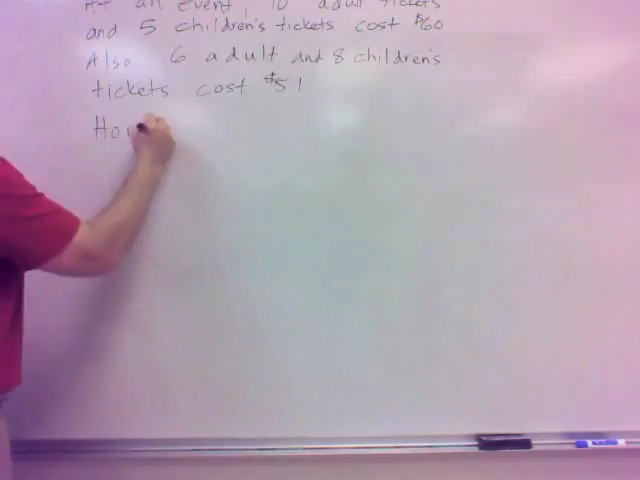 At an event, 10 adult tickets
and 5 children's tickets cost $60
Also 6 adult and 8 children's
tickets cost $51